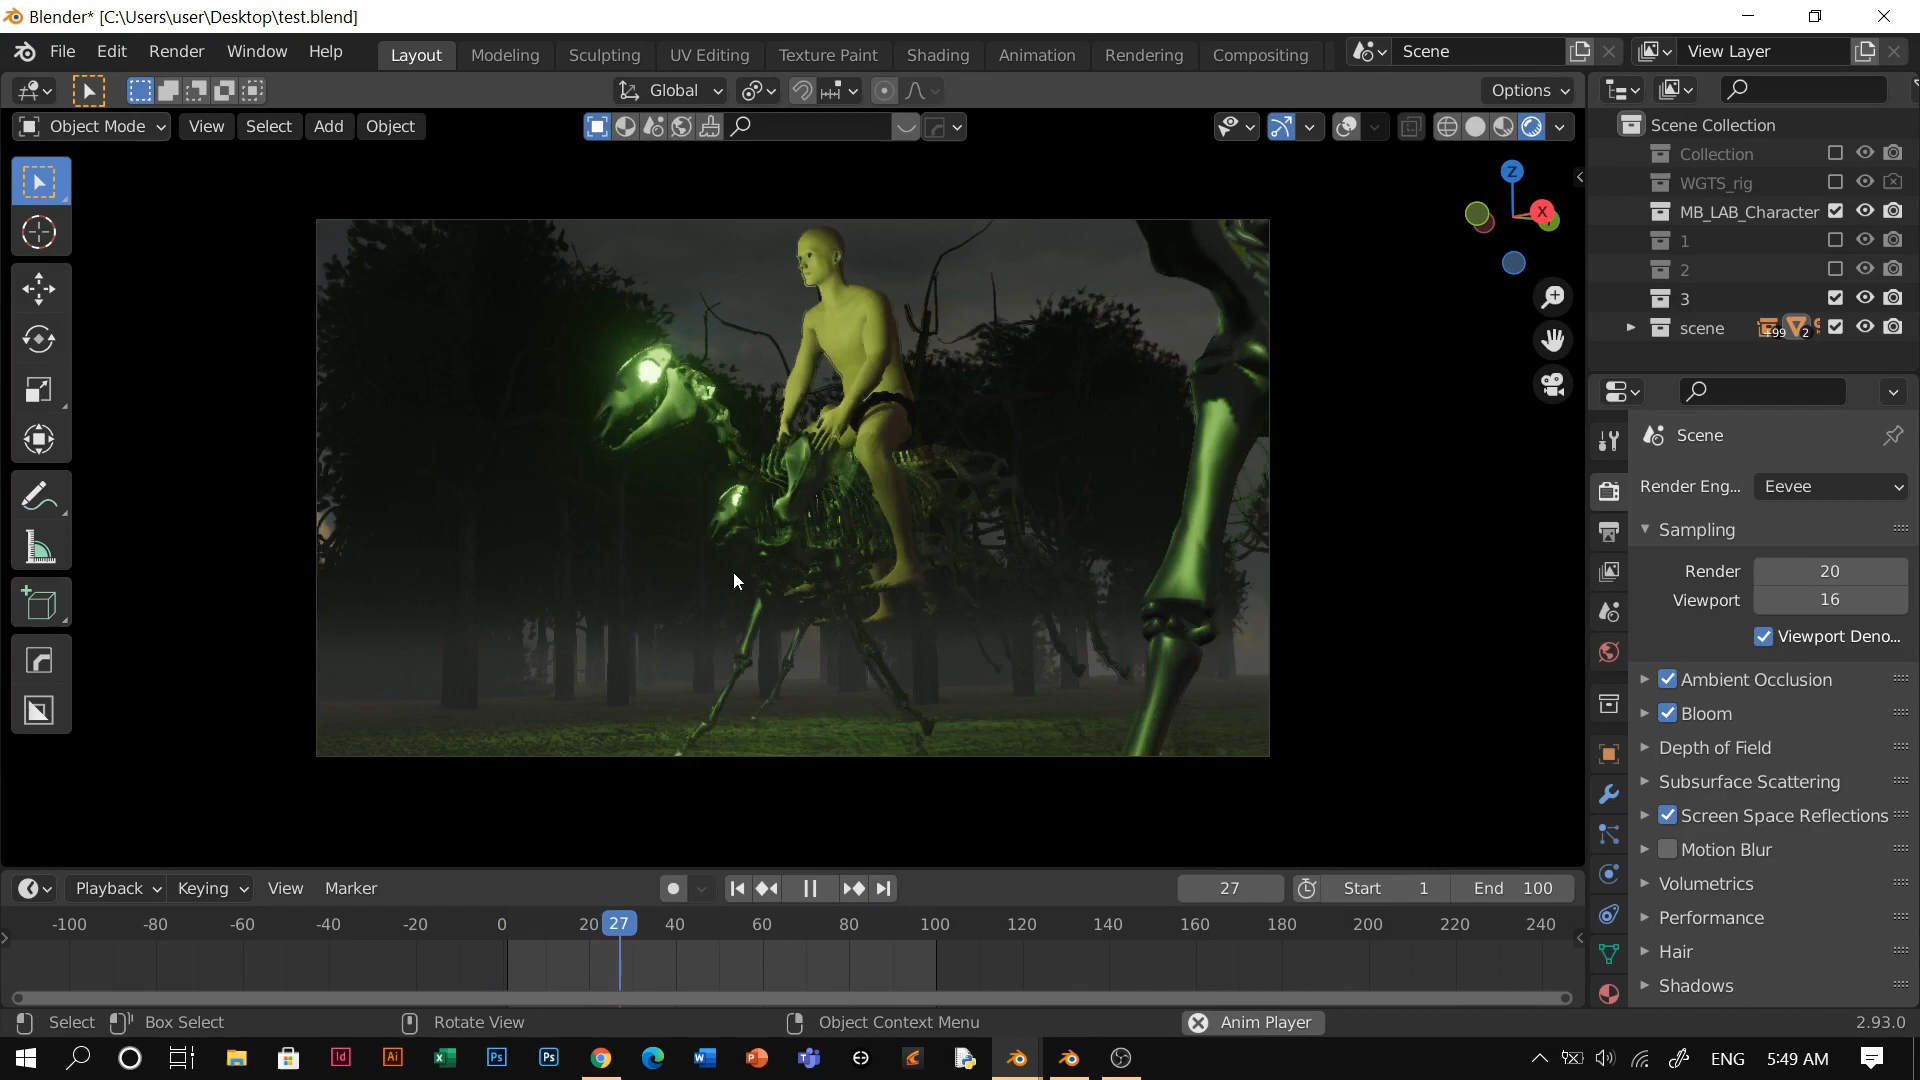 Blender* [C:\Users\user\Desktop\test.blend]
File Edit Render Window Help
Layout Modeling Sculpting UV Editing Texture Paint Shading Animation Rendering Compositing
Scene
View Layer
Global
Options
Object Mode View Select Add Object
Z
X
Scene Collection
Collection
WGTS_rig
MB_LAB_Character
1
2
3
scene +99 2
Scene
Render Eng... Eevee
Sampling
Render 20
Viewport 16
Viewport Deno...
Ambient Occlusion
Bloom
Depth of Field
Subsurface Scattering
Screen Space Reflections
Motion Blur
Volumetrics
Performance
Hair
Shadows
Playback Keying View Marker
27 Start 1 End 100
-100 -80 -60 -40 -20 0 20 27 40 60 80 100 120 140 160 180 200 220 240
Select Box Select Rotate View Object Context Menu Anim Player 2.93.0
Id Ai Ps Ps
ENG 5:49 AM